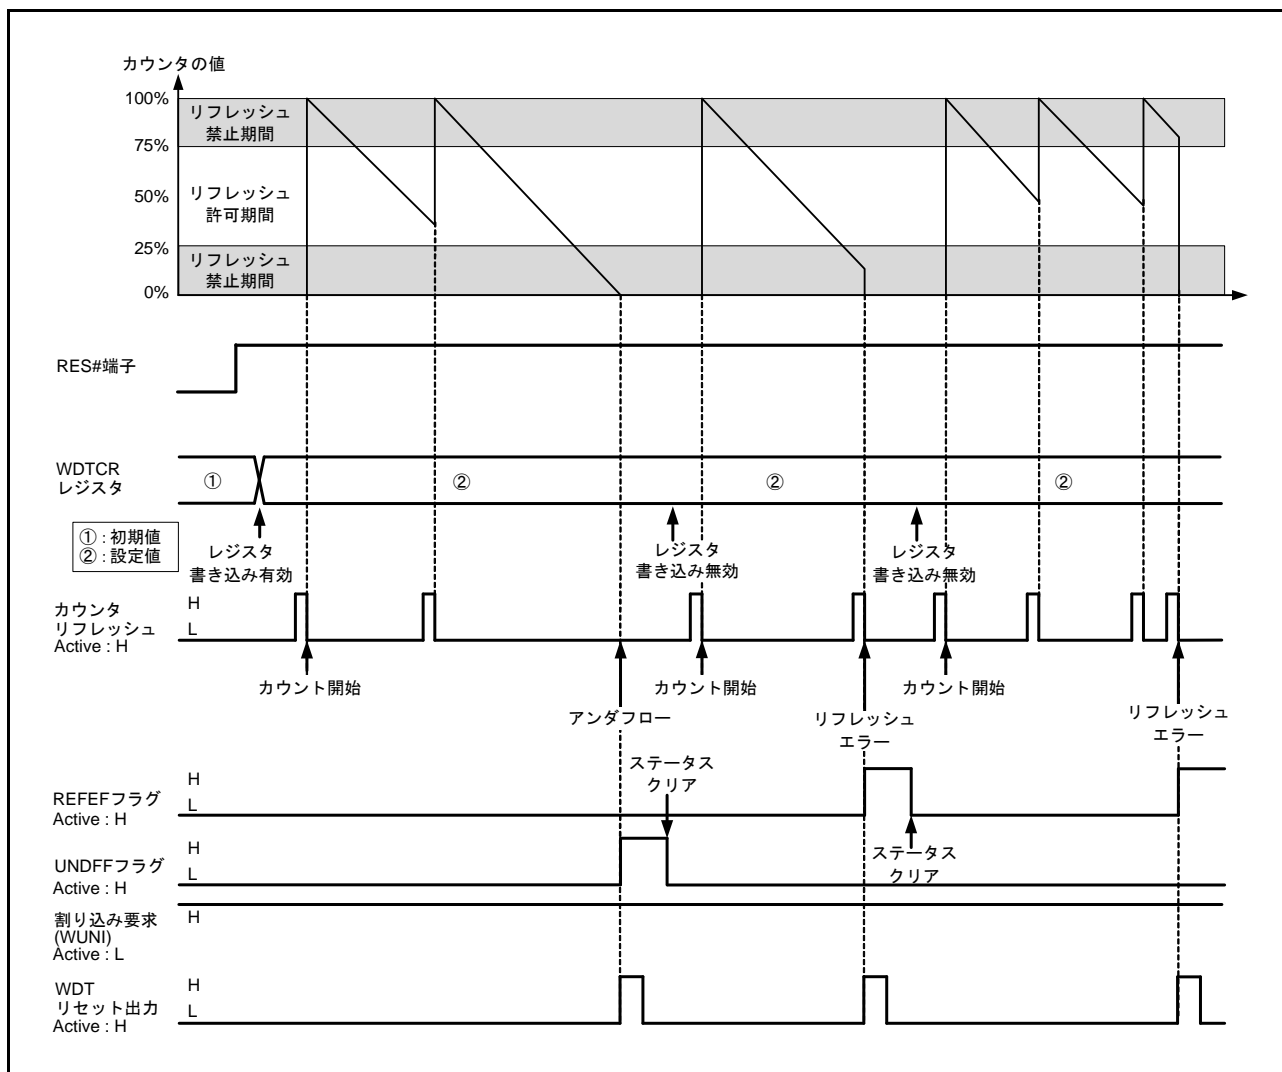 カウンタの値
100%
リフレッシュ
禁止期間
75%
50%
リフレッシュ
許可期間
25%
リフレッシュ
禁止期間
0%
RES#端子
WDTCR
レジスタ
①
②
②
②
①:初期値
②:設定値
レジスタ
書き込み有効
レジスタ
書き込み無効
レジスタ
書き込み無効
カウンタ
リフレッシュ
Active : H
H
L
カウント開始
カウント開始
カウント開始
アンダフロー
リフレッシュ
エラー
リフレッシュ
エラー
ステータス
クリア
REFEFフラグ
Active : H
H
L
ステータス
クリア
UNDFFフラグ
Active : H
H
L
割り込み要求
(WUNI)
Active : L
H
WDT
リセット出力
Active : H
H
L